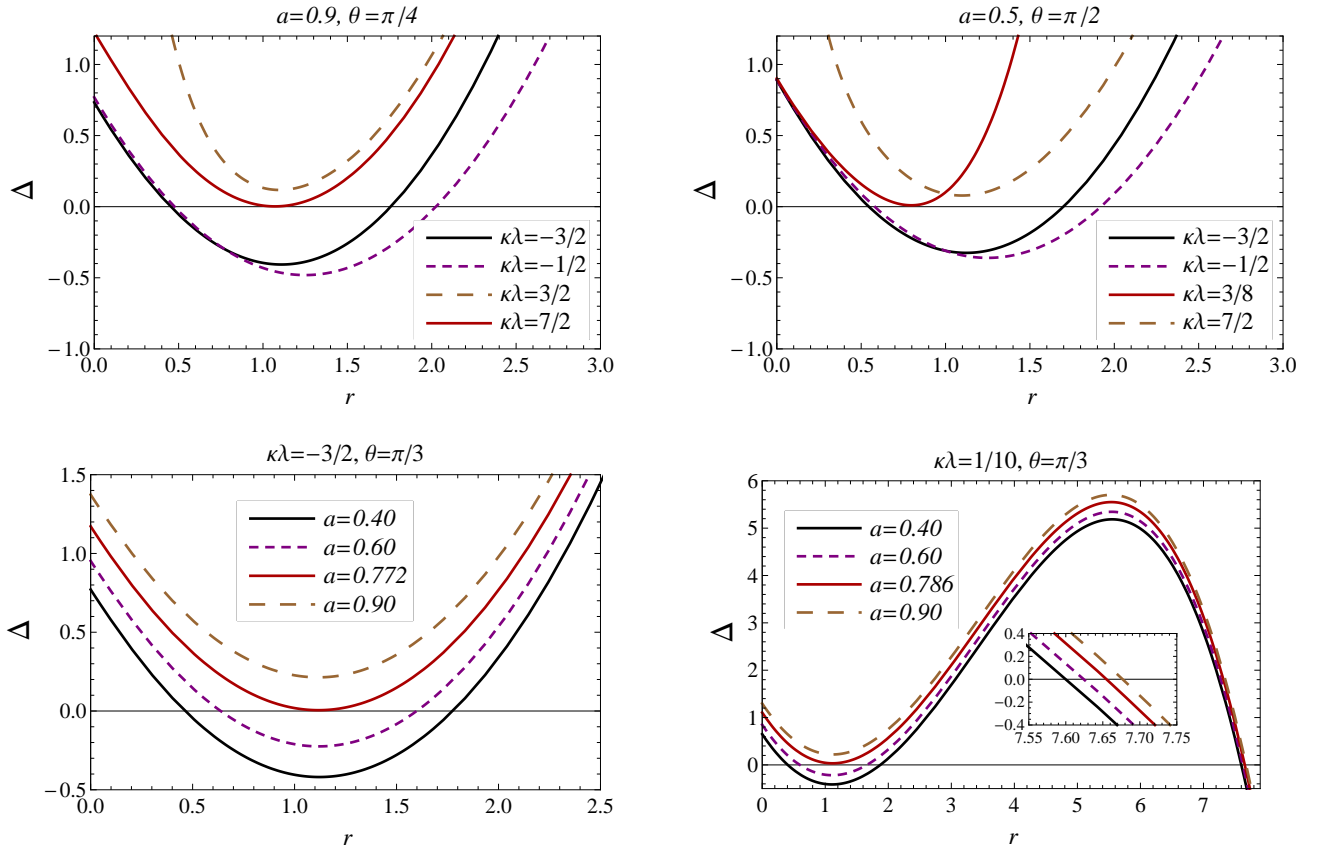 a=0.9, θ=π/4
1.0
0.5
0.0
−0.5
−1.0
Δ
0.0 0.5 1.0 1.5 2.0 2.5 3.0
r
κλ=−3/2
κλ=−1/2
κλ=3/2
κλ=7/2
a=0.5, θ=π/2
1.0
0.5
0.0
−0.5
−1.0
Δ
0.0 0.5 1.0 1.5 2.0 2.5 3.0
r
κλ=−3/2
κλ=−1/2
κλ=3/8
κλ=7/2
κλ=−3/2, θ=π/3
1.5
1.0
0.5
0.0
−0.5
Δ
0.0 0.5 1.0 1.5 2.0 2.5
r
a=0.40
a=0.60
a=0.772
a=0.90
κλ=1/10, θ=π/3
6
5
4
3
2
1
0
Δ
0 1 2 3 4 5 6 7
r
a=0.40
a=0.60
a=0.786
a=0.90
0.4
0.2
0.0
−0.2
−0.4
7.55 7.60 7.65 7.70 7.75